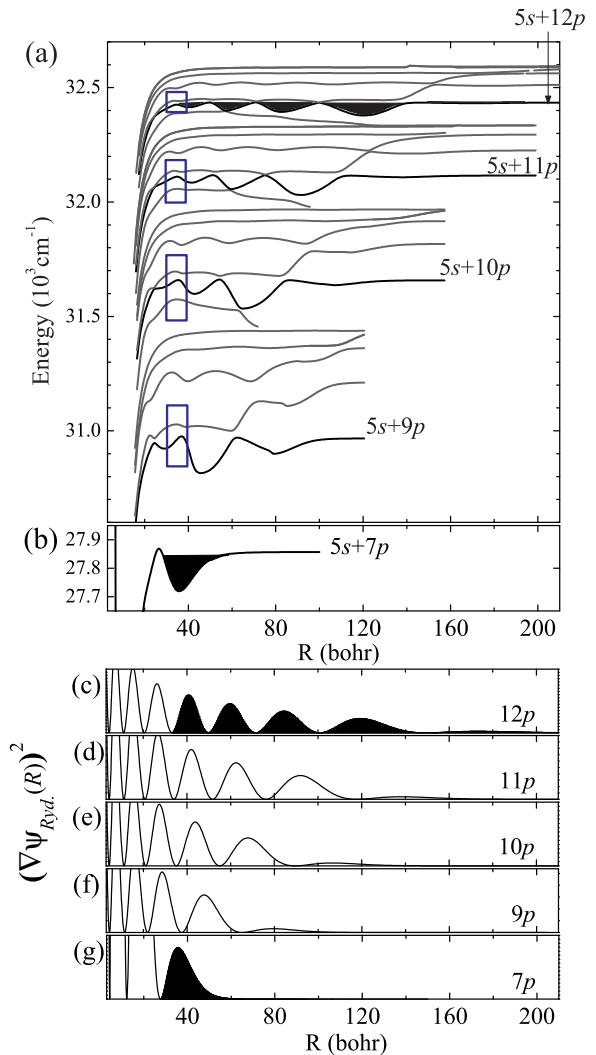 5s+12p
(a)
32.5
32.0
31.5
31.0
Energy (10³cm⁻¹)
5s+11p
5s+10p
5s+9p
(b)
27.9
27.8
27.7
5s+7p
40 80 120 160 200
R (bohr)
(c)
12p
(d)
11p
(e)
10p
(f)
9p
(g)
7p
(∇ψRyd.(R))²
40 80 120 160 200
R (bohr)